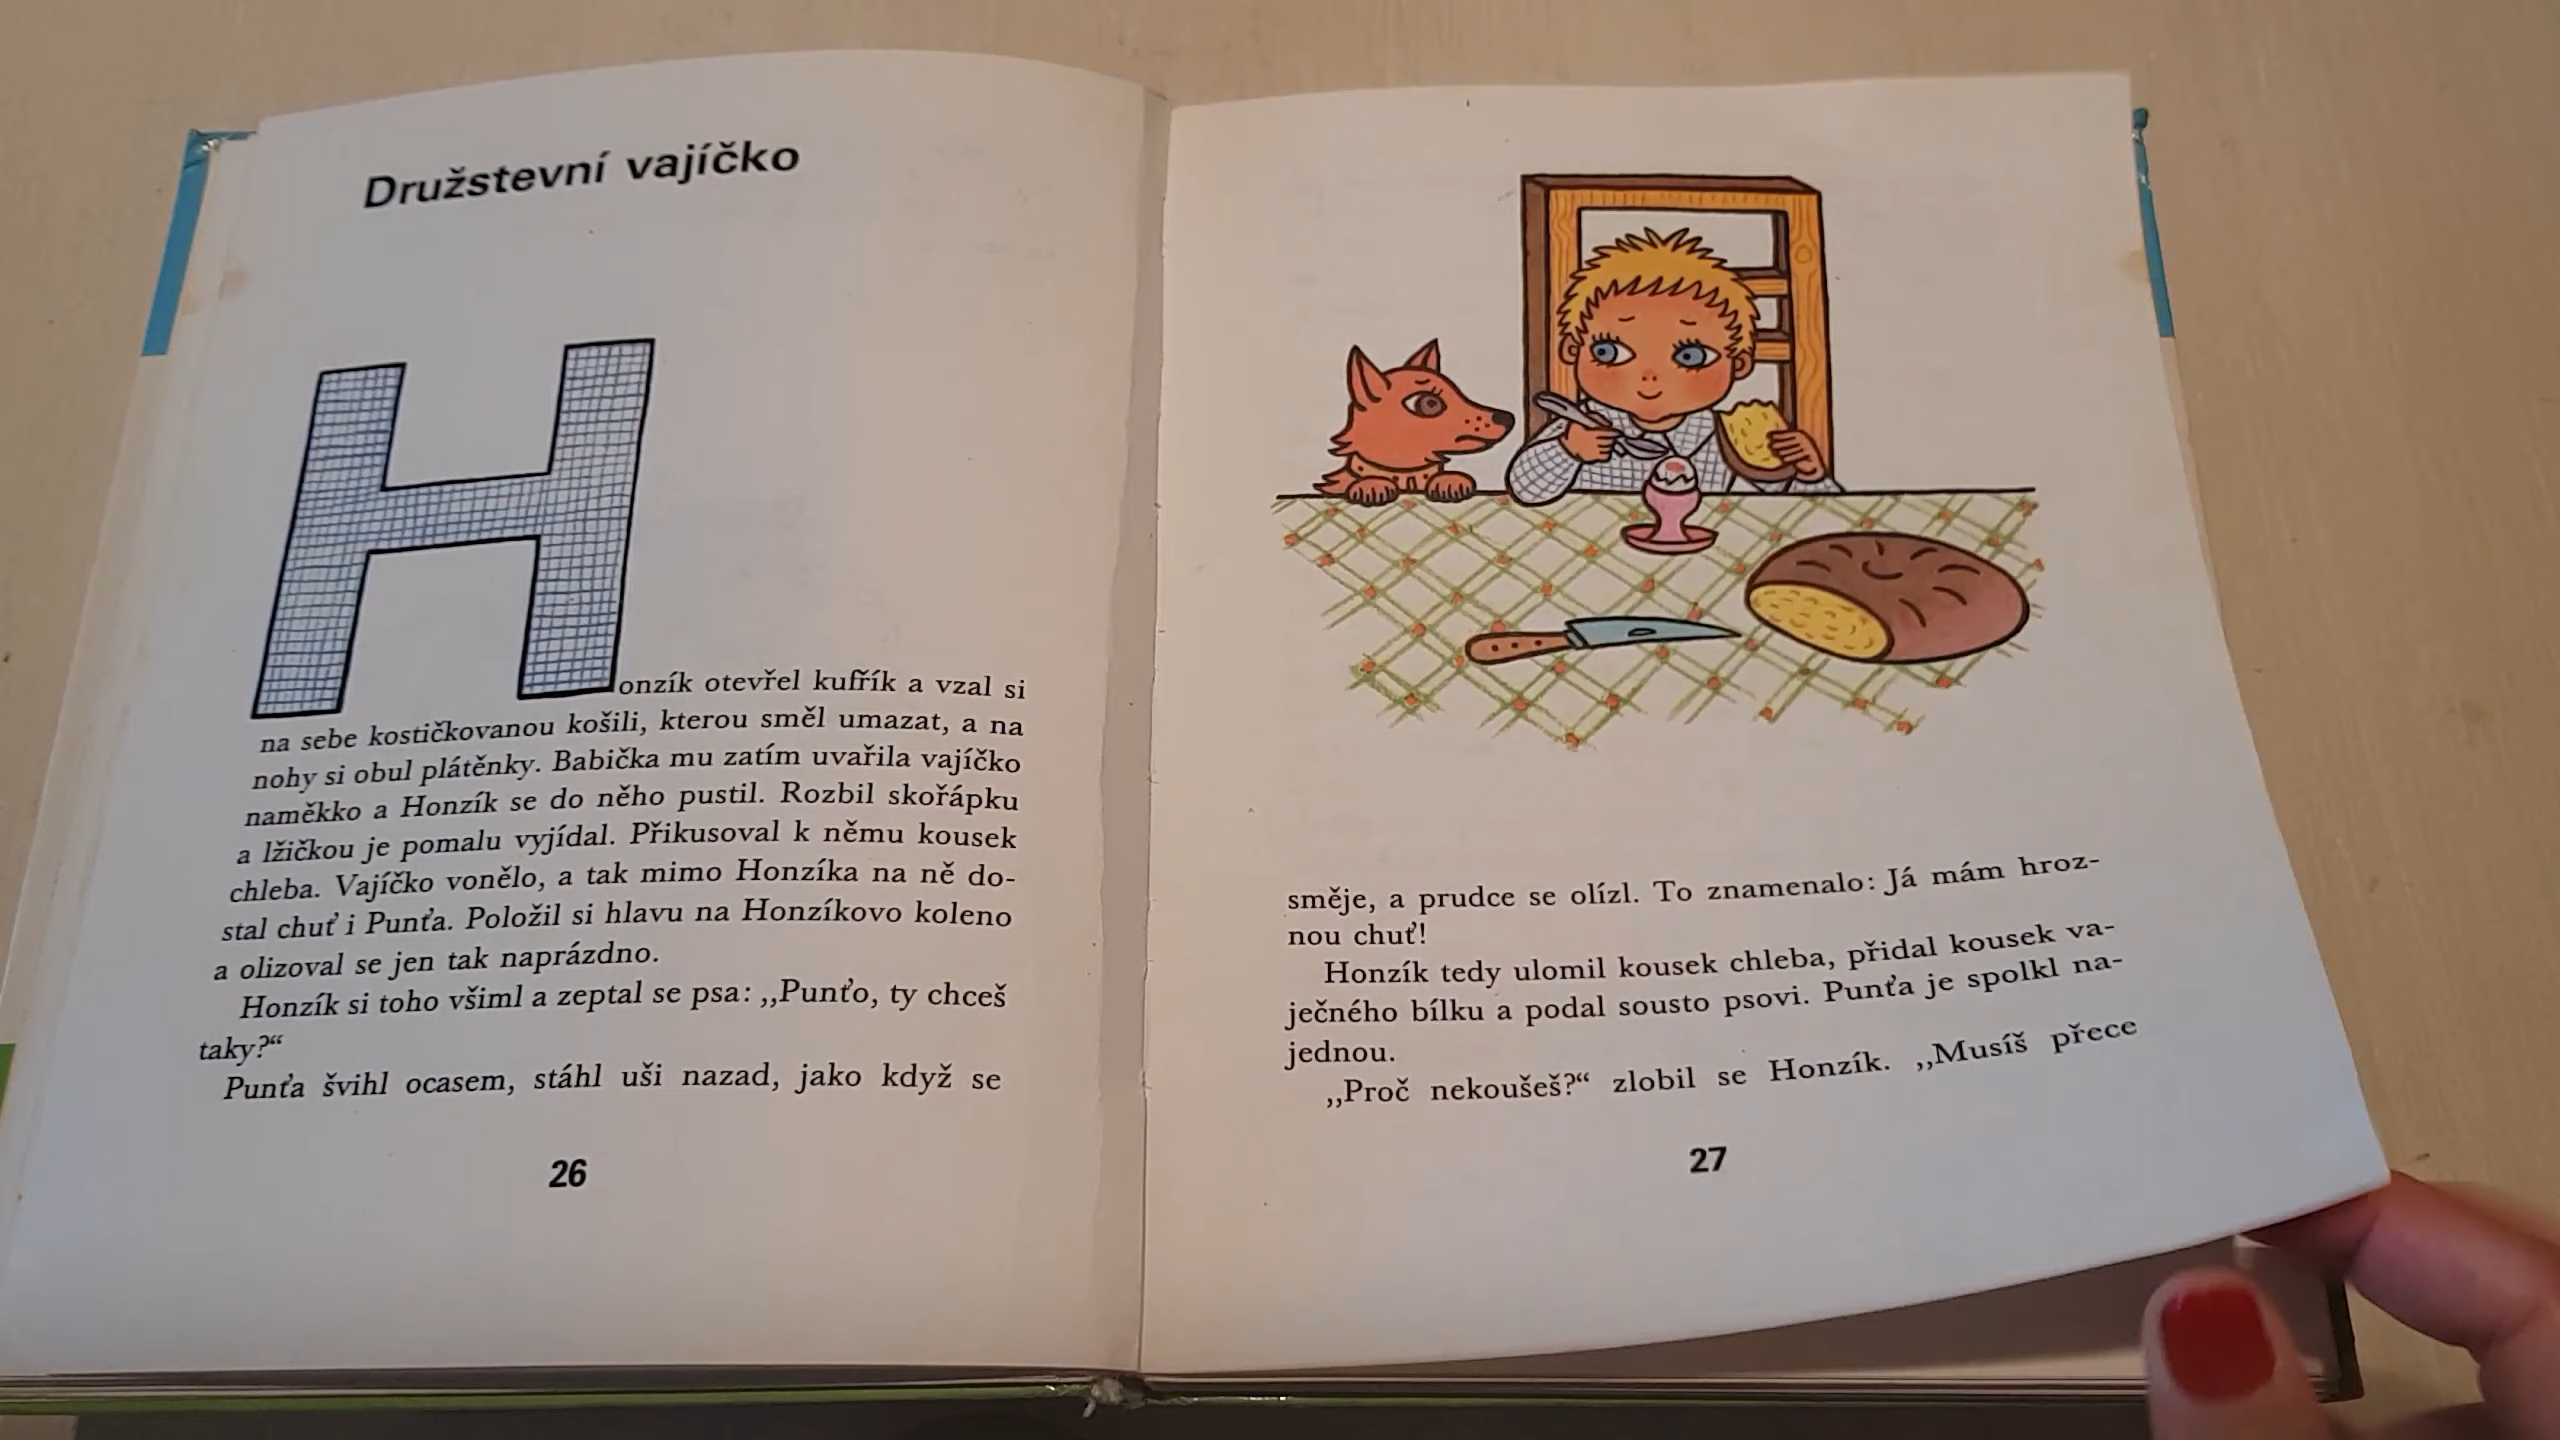 Družstevní vajíčko
Honzík otevřel kufřík a vzal si
na sebe kostičkovanou košili, kterou směl umazat, a na
nohy si obul plátěnky. Babička mu zatím uvařila vajíčko
naměkko a Honzík se do něho pustil. Rozbil skořápku
a lžičkou je pomalu vyjídal. Přikusoval k němu kousek
chleba. Vajíčko vonělo, a tak mimo Honzíka na ně do-
stal chuť i Punťa. Položil si hlavu na Honzíkovo koleno
a olizoval se jen tak naprázdno.
Honzík si toho všiml a zeptal se psa: ,,Punťo, ty chceš
taky?“
Punťa švihl ocasem, stáhl uši nazad, jako když se
26
směje, a prudce se olízl. To znamenalo: Já mám hroz-
nou chuť!
Honzík tedy ulomil kousek chleba, přidal kousek va-
ječného bílku a podal sousto psovi. Punťa je spolkl na-
jednou.
,,Proč nekoušeš?“ zlobil se Honzík. ,,Musíš přece
27